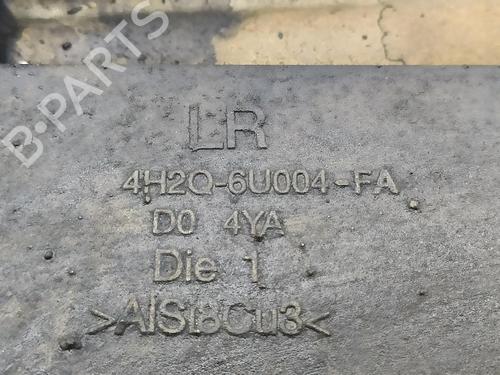 B-PARTS
LR
4H2Q-6U004-FA
D0 4YA
Die 1
>AlSi8Cu3<